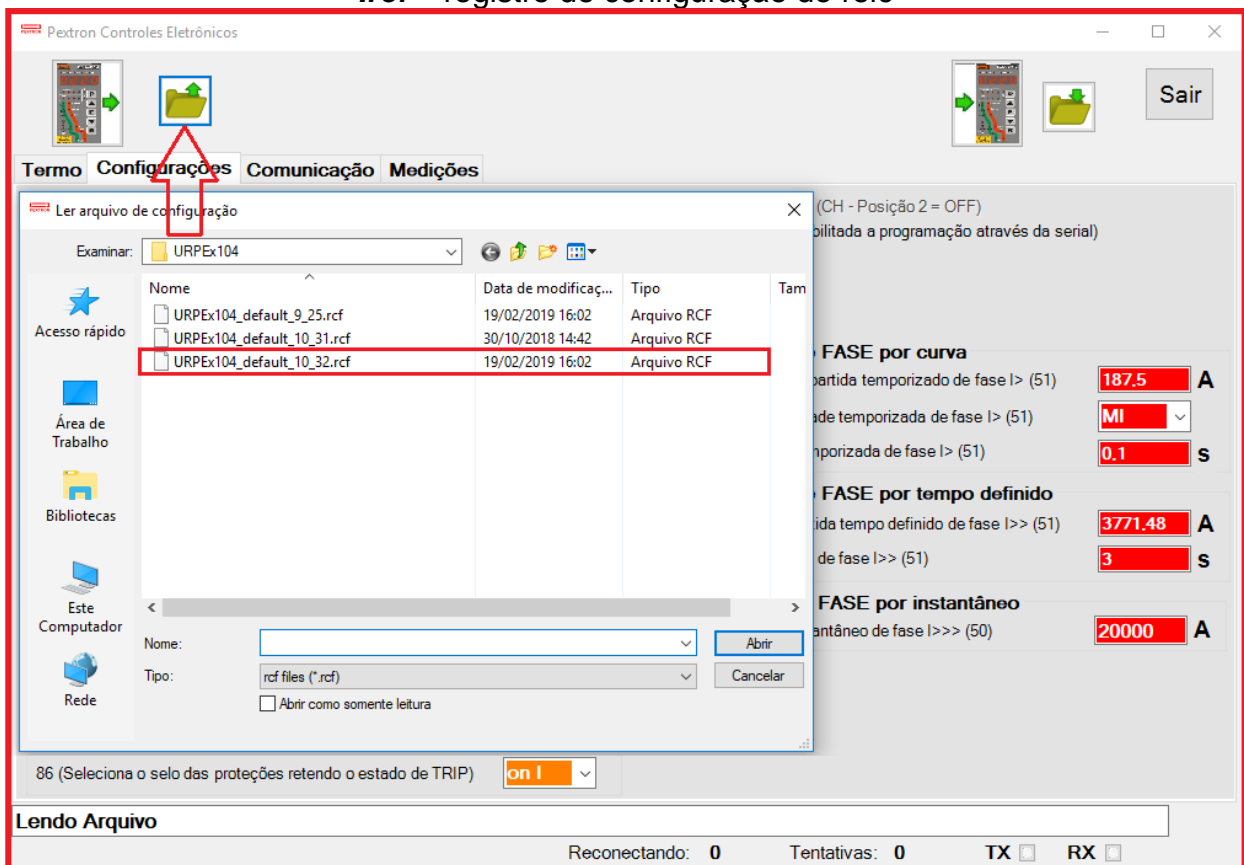 registro de configuração do relé
Pextron Controles Eletrônicos
Sair
Termo Configurações Comunicação Medições
Ler arquivo de configuração
(CH - Posição 2 = OFF)
a programação através da serial)
Examinar: URPEx104
Nome Data de modificaç... Tipo Tam
URPEx104_default_9_25.rcf 19/02/2019 16:02 Arquivo RCF
URPEx104_default_10_31.rcf 30/10/2018 14:42 Arquivo RCF
URPEx104_default_10_32.rcf 19/02/2019 16:02 Arquivo RCF
Acesso rápido
Área de
Trabalho
Bibliotecas
Este
Computador
Rede
FASE por curva
temporizado de fase I> (51) 187.5 A
temporizada de fase I> (51) MI
de fase I> (51) 0.1 s
FASE por tempo definido
tempo definido de fase I>> (51) 3771.48 A
de fase I>> (51) 3 s
FASE por instantâneo
de fase I>>> (50) 20000 A
Nome: Abrir
Tipo: rcf files (*.rcf) Cancelar
Abrir como somente leitura
86 (Seleciona o selo das proteções retendo o estado de TRIP) on I
Lendo Arquivo
Reconectando: 0 Tentativas: 0 TX RX